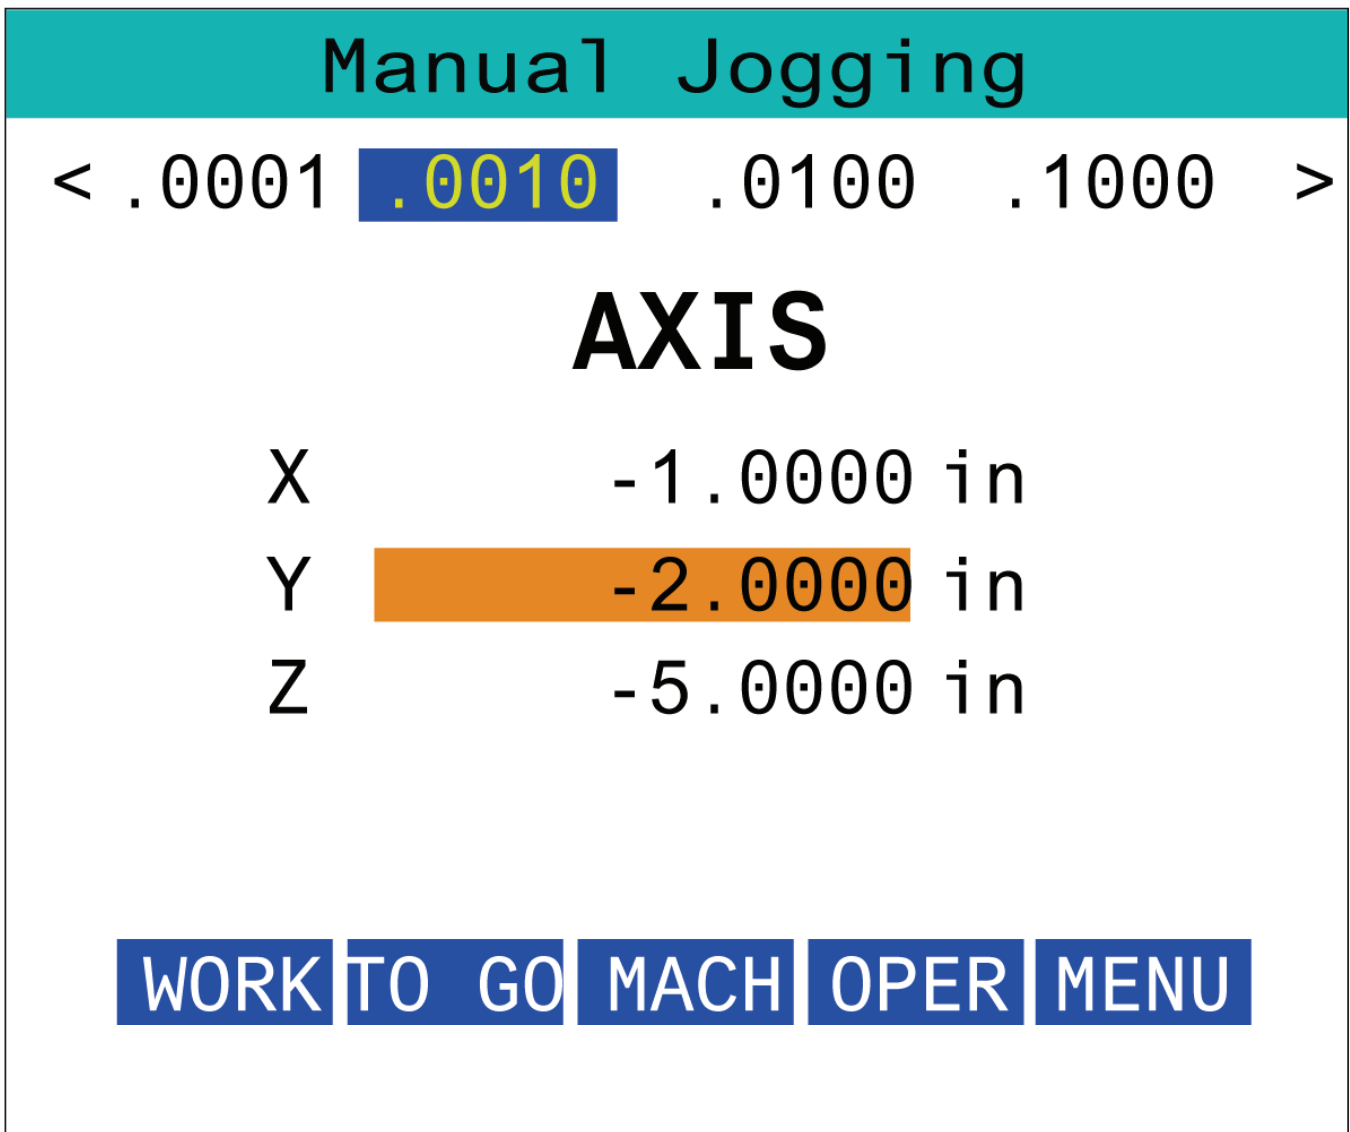 Manual Jogging
< .0001 .0010 .0100 .1000 >
AXIS
X -1.0000 in
Y -2.0000 in
Z -5.0000 in
WORK TO GO MACH OPER MENU